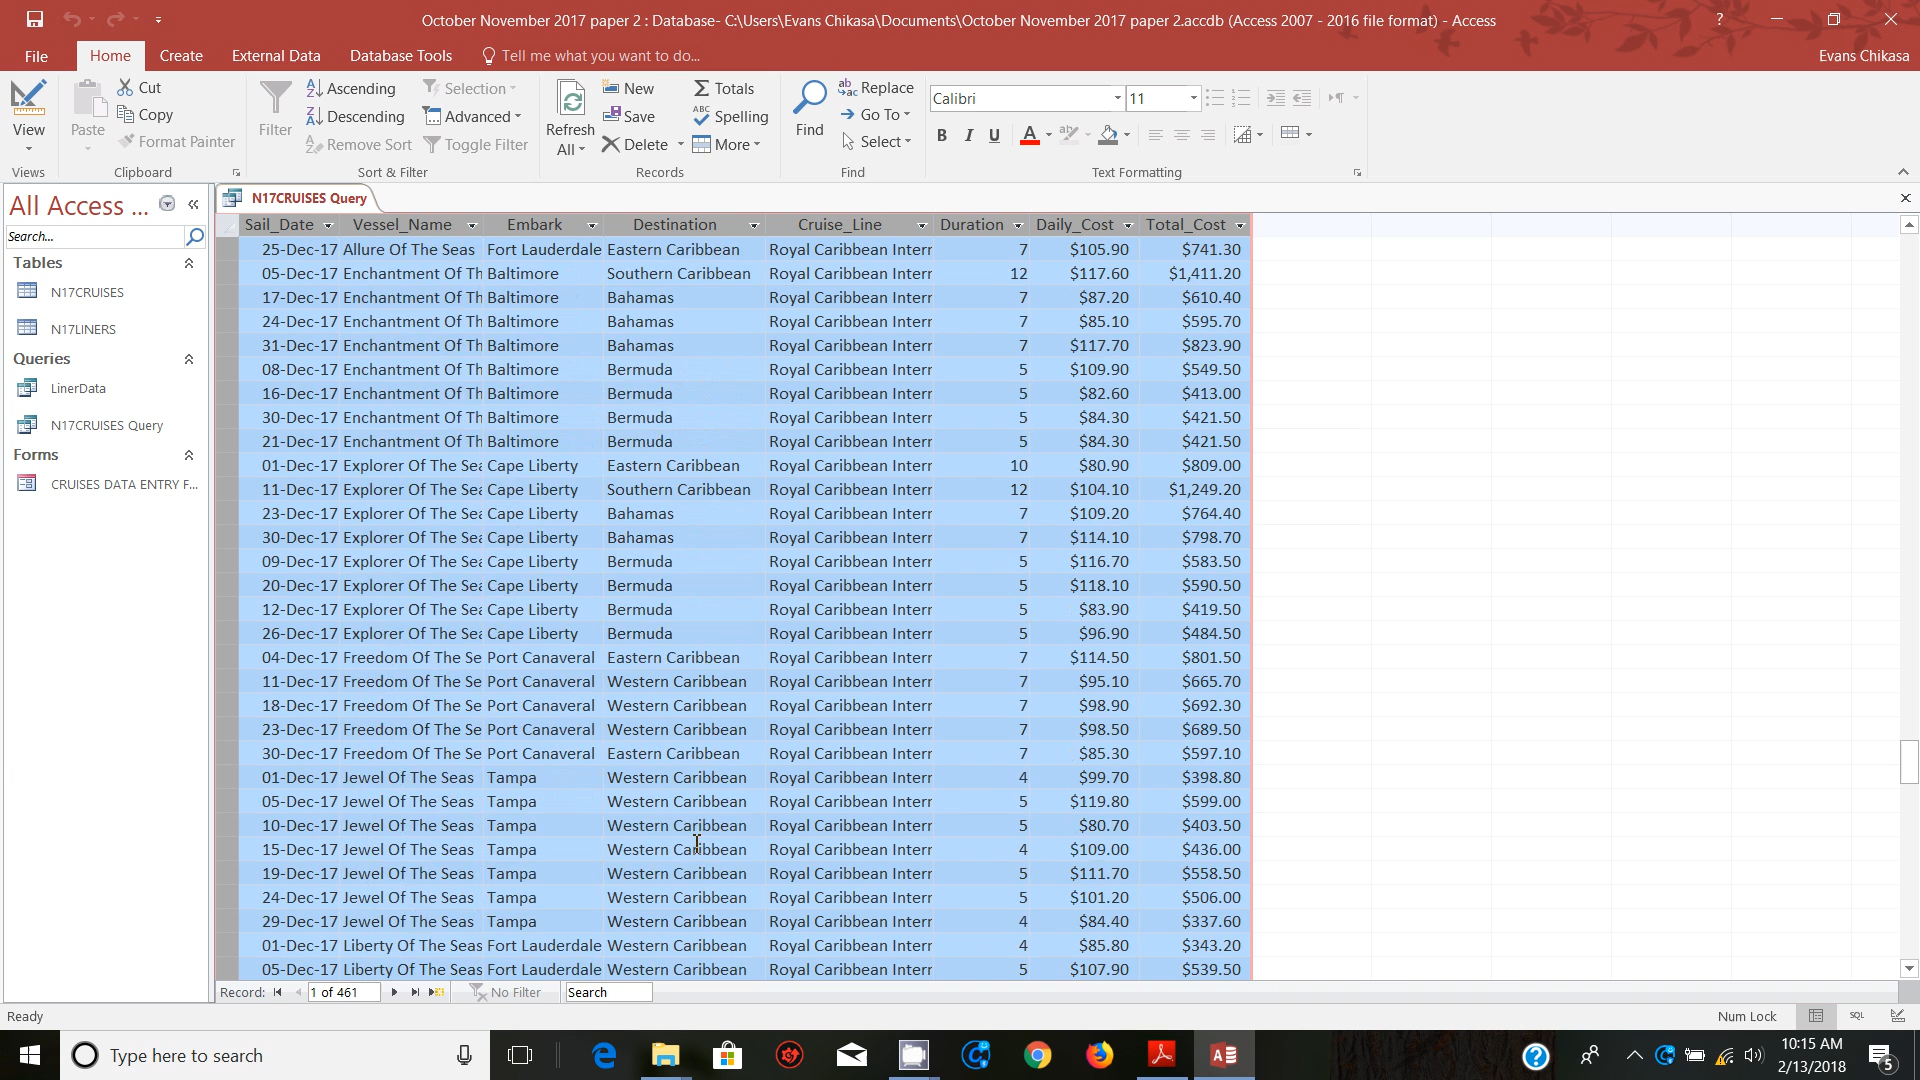 October November 2017 paper 2 : Database- C:\Users\Evans Chikasa\Documents\October November 2017 paper 2.accdb (Access 2007 - 2016 file format) - Access
File Home Create External Data Database Tools Tell me what you want to do... Evans Chikasa
View Paste Cut Copy Format Painter
Filter Ascending Descending Remove Sort Selection Advanced Toggle Filter
Refresh All New Save Delete Totals Spelling More
Find Replace Go To Select
Calibri 11
B I U A
Views Clipboard Sort & Filter Records Find Text Formatting
All Access ...
Search...
Tables
N17CRUISES
N17LINERS
Queries
LinerData
N17CRUISES Query
Forms
CRUISES DATA ENTRY F...
N17CRUISES Query
Sail_Date Vessel_Name Embark Destination Cruise_Line Duration Daily_Cost Total_Cost
25-Dec-17 Allure Of The Seas Fort Lauderdale Eastern Caribbean Royal Caribbean Interr 7 $105.90 $741.30
05-Dec-17 Enchantment Of Th Baltimore Southern Caribbean Royal Caribbean Interr 12 $117.60 $1,411.20
17-Dec-17 Enchantment Of Th Baltimore Bahamas Royal Caribbean Interr 7 $87.20 $610.40
24-Dec-17 Enchantment Of Th Baltimore Bahamas Royal Caribbean Interr 7 $85.10 $595.70
31-Dec-17 Enchantment Of Th Baltimore Bahamas Royal Caribbean Interr 7 $117.70 $823.90
08-Dec-17 Enchantment Of Th Baltimore Bermuda Royal Caribbean Interr 5 $109.90 $549.50
16-Dec-17 Enchantment Of Th Baltimore Bermuda Royal Caribbean Interr 5 $82.60 $413.00
30-Dec-17 Enchantment Of Th Baltimore Bermuda Royal Caribbean Interr 5 $84.30 $421.50
21-Dec-17 Enchantment Of Th Baltimore Bermuda Royal Caribbean Interr 5 $84.30 $421.50
01-Dec-17 Explorer Of The Sea Cape Liberty Eastern Caribbean Royal Caribbean Interr 10 $80.90 $809.00
11-Dec-17 Explorer Of The Sea Cape Liberty Southern Caribbean Royal Caribbean Interr 12 $104.10 $1,249.20
23-Dec-17 Explorer Of The Sea Cape Liberty Bahamas Royal Caribbean Interr 7 $109.20 $764.40
30-Dec-17 Explorer Of The Sea Cape Liberty Bahamas Royal Caribbean Interr 7 $114.10 $798.70
09-Dec-17 Explorer Of The Sea Cape Liberty Bermuda Royal Caribbean Interr 5 $116.70 $583.50
20-Dec-17 Explorer Of The Sea Cape Liberty Bermuda Royal Caribbean Interr 5 $118.10 $590.50
12-Dec-17 Explorer Of The Sea Cape Liberty Bermuda Royal Caribbean Interr 5 $83.90 $419.50
26-Dec-17 Explorer Of The Sea Cape Liberty Bermuda Royal Caribbean Interr 5 $96.90 $484.50
04-Dec-17 Freedom Of The Se Port Canaveral Eastern Caribbean Royal Caribbean Interr 7 $114.50 $801.50
11-Dec-17 Freedom Of The Se Port Canaveral Western Caribbean Royal Caribbean Interr 7 $95.10 $665.70
18-Dec-17 Freedom Of The Se Port Canaveral Western Caribbean Royal Caribbean Interr 7 $98.90 $692.30
23-Dec-17 Freedom Of The Se Port Canaveral Western Caribbean Royal Caribbean Interr 7 $98.50 $689.50
30-Dec-17 Freedom Of The Se Port Canaveral Eastern Caribbean Royal Caribbean Interr 7 $85.30 $597.10
01-Dec-17 Jewel Of The Seas Tampa Western Caribbean Royal Caribbean Interr 4 $99.70 $398.80
05-Dec-17 Jewel Of The Seas Tampa Western Caribbean Royal Caribbean Interr 5 $119.80 $599.00
10-Dec-17 Jewel Of The Seas Tampa Western Caribbean Royal Caribbean Interr 5 $80.70 $403.50
15-Dec-17 Jewel Of The Seas Tampa Western Caribbean Royal Caribbean Interr 4 $109.00 $436.00
19-Dec-17 Jewel Of The Seas Tampa Western Caribbean Royal Caribbean Interr 5 $111.70 $558.50
24-Dec-17 Jewel Of The Seas Tampa Western Caribbean Royal Caribbean Interr 5 $101.20 $506.00
29-Dec-17 Jewel Of The Seas Tampa Western Caribbean Royal Caribbean Interr 4 $84.40 $337.60
01-Dec-17 Liberty Of The Seas Fort Lauderdale Western Caribbean Royal Caribbean Interr 4 $85.80 $343.20
05-Dec-17 Liberty Of The Seas Fort Lauderdale Western Caribbean Royal Caribbean Interr 5 $107.90 $539.50
Record: 1 of 461 No Filter Search
Ready Num Lock SQL
Type here to search
10:15 AM
2/13/2018
5